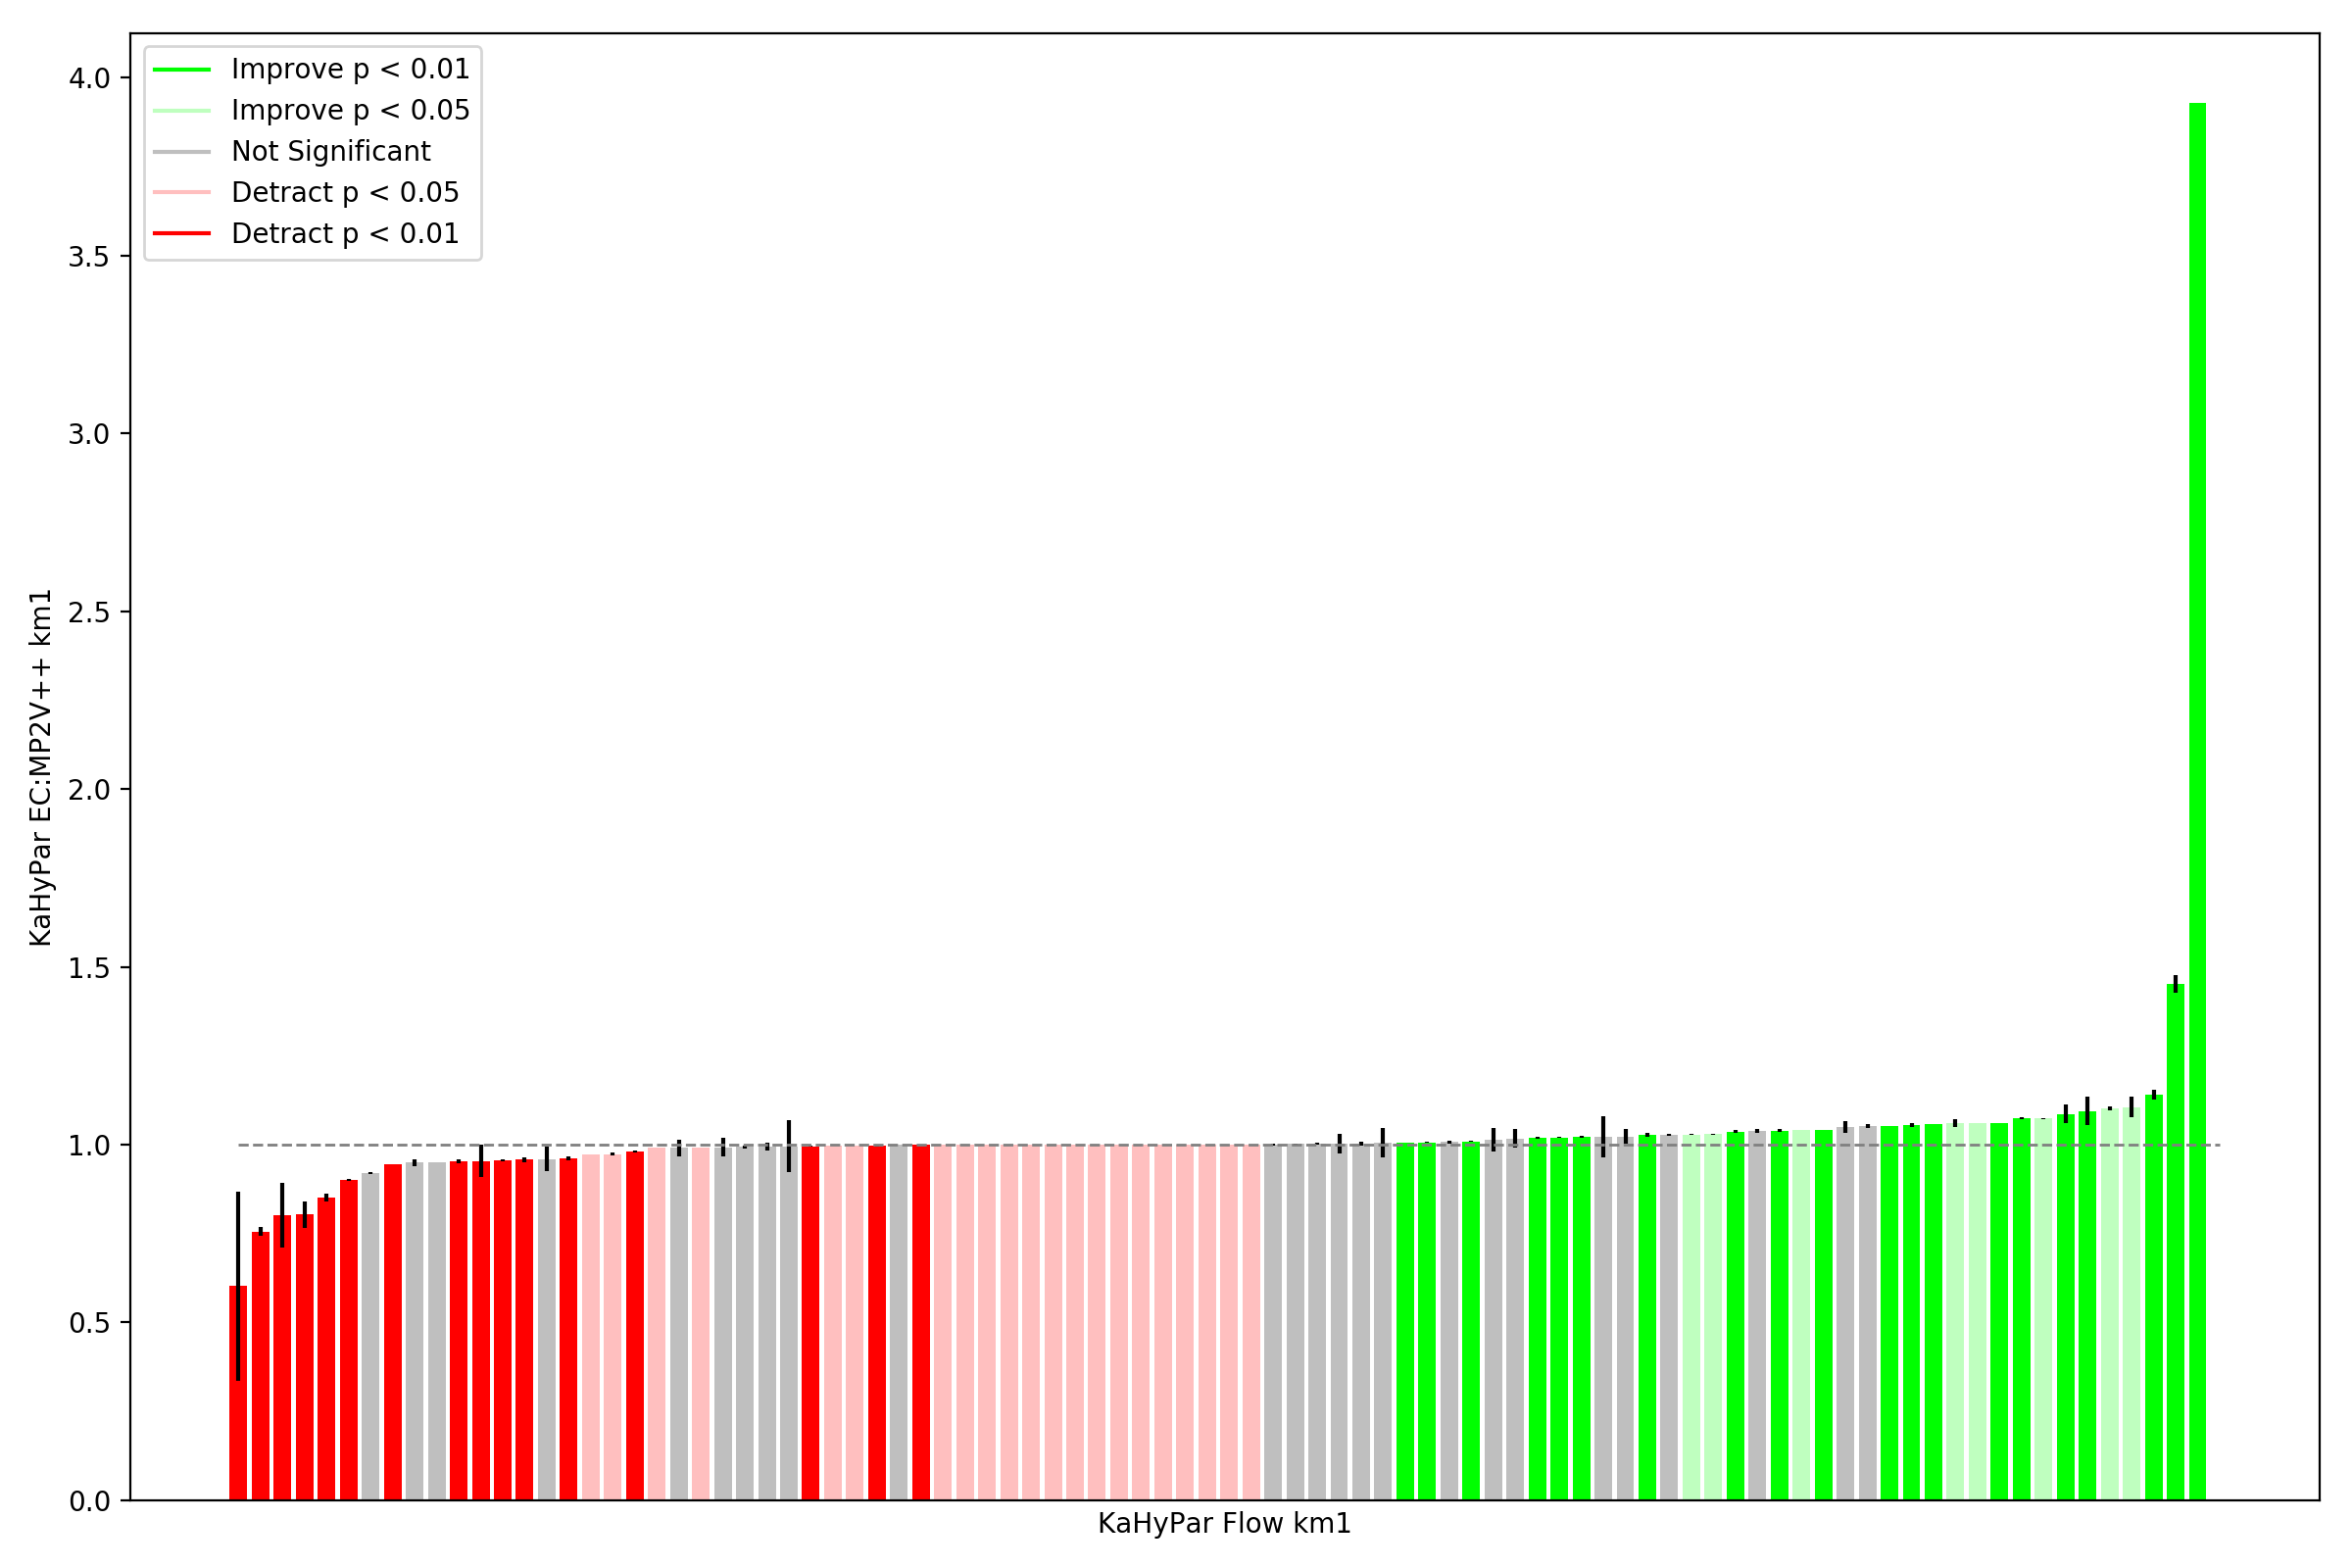 Improve p < 0.01
Improve p < 0.05
Not Significant
Detract p < 0.05
Detract p < 0.01
4.0
3.5
3.0
2.5
2.0
1.5
1.0
0.5
0.0
KaHyPar EC:MP2V++ km1
KaHyPar Flow km1